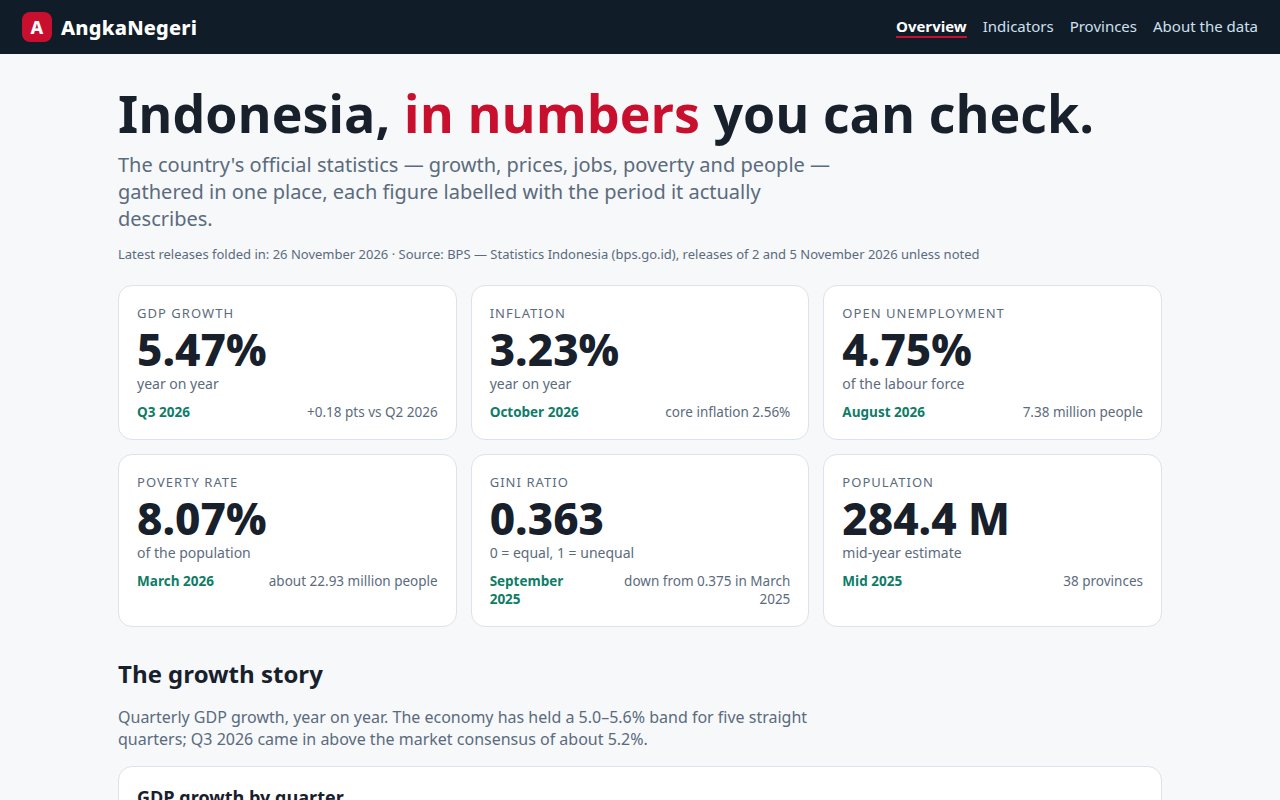 A AngkaNegeri
Overview Indicators Provinces About the data
Indonesia, in numbers you can check.
The country's official statistics — growth, prices, jobs, poverty and people —
gathered in one place, each figure labelled with the period it actually
describes.
Latest releases folded in: 26 November 2026 · Source: BPS — Statistics Indonesia (bps.go.id), releases of 2 and 5 November 2026 unless noted
GDP GROWTH
5.47%
year on year
Q3 2026 +0.18 pts vs Q2 2026
INFLATION
3.23%
year on year
October 2026 core inflation 2.56%
OPEN UNEMPLOYMENT
4.75%
of the labour force
August 2026 7.38 million people
POVERTY RATE
8.07%
of the population
March 2026 about 22.93 million people
GINI RATIO
0.363
0 = equal, 1 = unequal
September 2025
down from 0.375 in March 2025
POPULATION
284.4 M
mid-year estimate
Mid 2025 38 provinces
The growth story
Quarterly GDP growth, year on year. The economy has held a 5.0–5.6% band for five straight
quarters; Q3 2026 came in above the market consensus of about 5.2%.
GDP growth by quarter